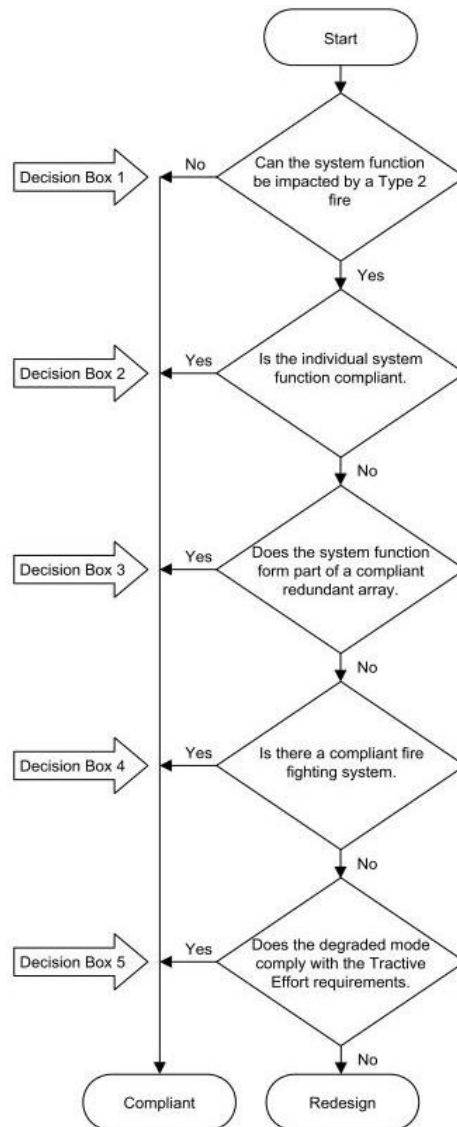 Start
Decision Box 1
No
Can the system function
be impacted by a Type 2
fire
Yes
Decision Box 2
Yes
Is the individual system
function compliant.
No
Decision Box 3
Yes
Does the system function
form part of a compliant
redundant array.
No
Decision Box 4
Yes
Is there a compliant fire
fighting system.
No
Decision Box 5
Yes
Does the degraded mode
comply with the Tractive
Effort requirements.
No
Compliant
Redesign